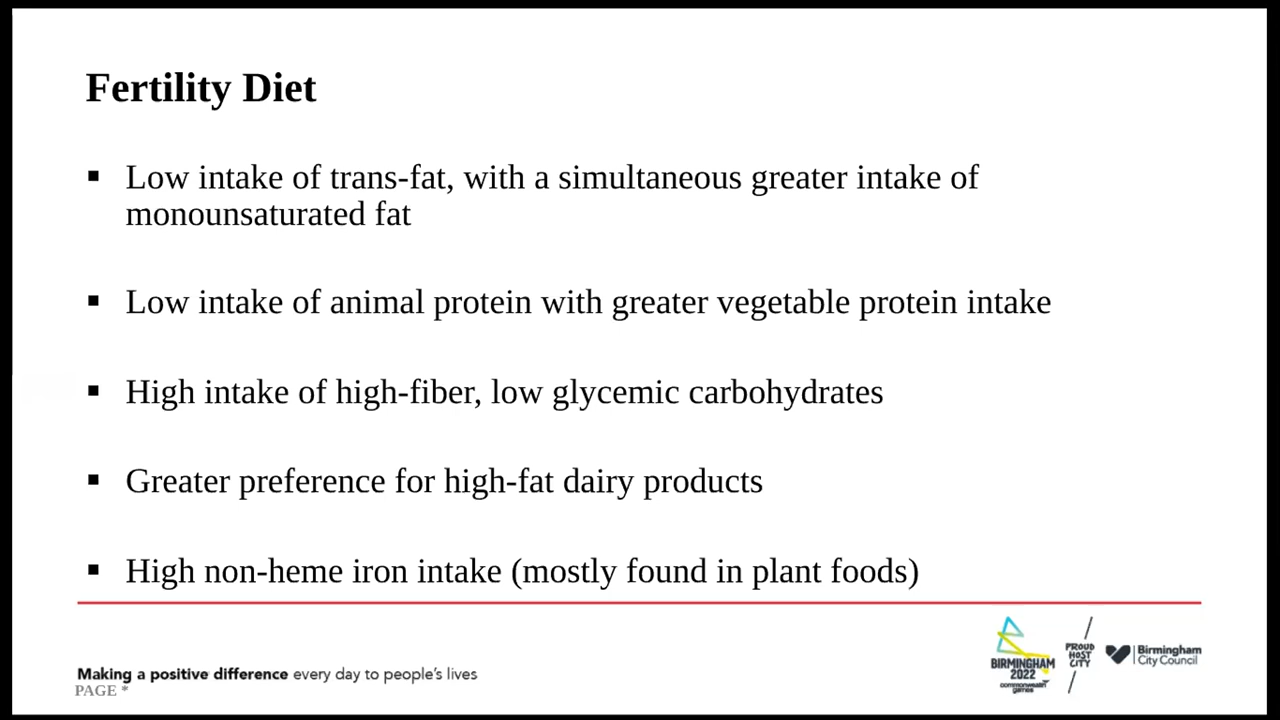 Fertility Diet
▪ Low intake of trans-fat, with a simultaneous greater intake of
monounsaturated fat
▪ Low intake of animal protein with greater vegetable protein intake
▪ High intake of high-fiber, low glycemic carbohydrates
▪ Greater preference for high-fat dairy products
▪ High non-heme iron intake (mostly found in plant foods)
Making a positive difference every day to people's lives
PAGE *
BIRMINGHAM
2022
commonwealth
games
PROUD
HOST
CITY
Birmingham
City Council